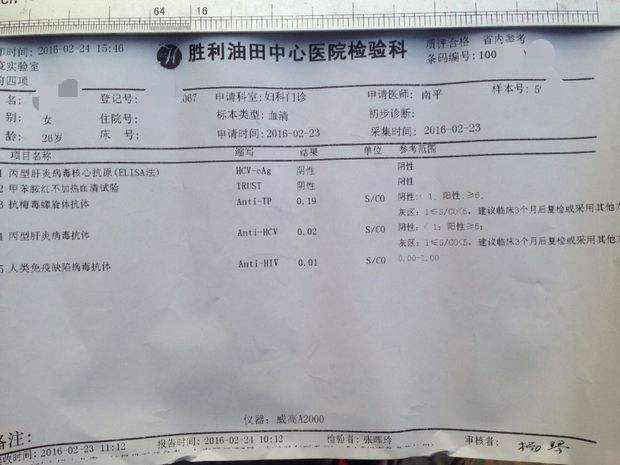 64 16
印时间: 2016-02-24 15:46
胜利油田中心医院检验科
质评合格 省内参考
条码编号: 100
疫实验室
前四项
名:
登记号: 067
申请科室: 妇科门诊
申请医师: 南平
样本号: 5
别: 女
住院号:
标本类型: 血清
初步诊断:
龄: 26岁
床 号:
申请时间: 2016-02-23
采集时间: 2016-02-23
项目名称 缩写 结果 单位 参考范围
1 丙型肝炎病毒核心抗原(ELISA法) HCV-cAg 阴性 阴性
2 甲苯胺红不加热血清试验 TRUST 阴性 阴性
3 抗梅毒螺旋体抗体 Anti-TP 0.19 S/CO 阴性:< 1, 阳性:≥6,
灰区: 1≤S/CO<6, 建议临床3个月后复检或采用其他方
4 丙型肝炎病毒抗体 Anti-HCV 0.02 S/CO 阴性: < 1; 阳性≥5;
灰区: 1≤S/CO<5, 建议临床3个月后复检或采用其他方
5 人类免疫缺陷病毒抗体 Anti-HIV 0.01 S/CO 0.00-1.00
仪器: 威高A2000
备注:
接收时间: 2016-02-23 11:12
报告时间: 2016-02-24 10:12
检验者: 张
玲
审核者: